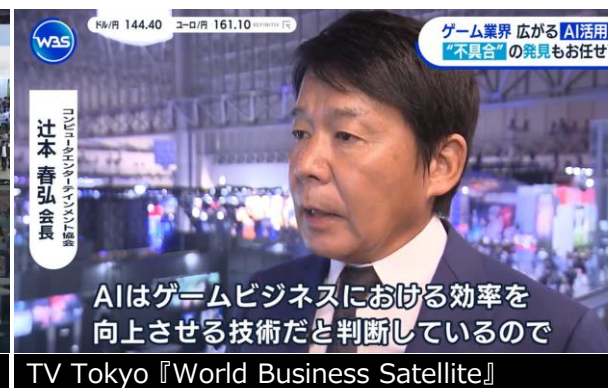 WBS
ドル/円 144.40 ユーロ/円 161.10
ゲーム業界 広がる AI活用
“不具合” の発見もお任せ
コンピュータエンターテインメント協会
辻本 春弘 会長
AIはゲームビジネスにおける効率を
向上させる技術だと判断しているので
TV Tokyo『World Business Satellite』